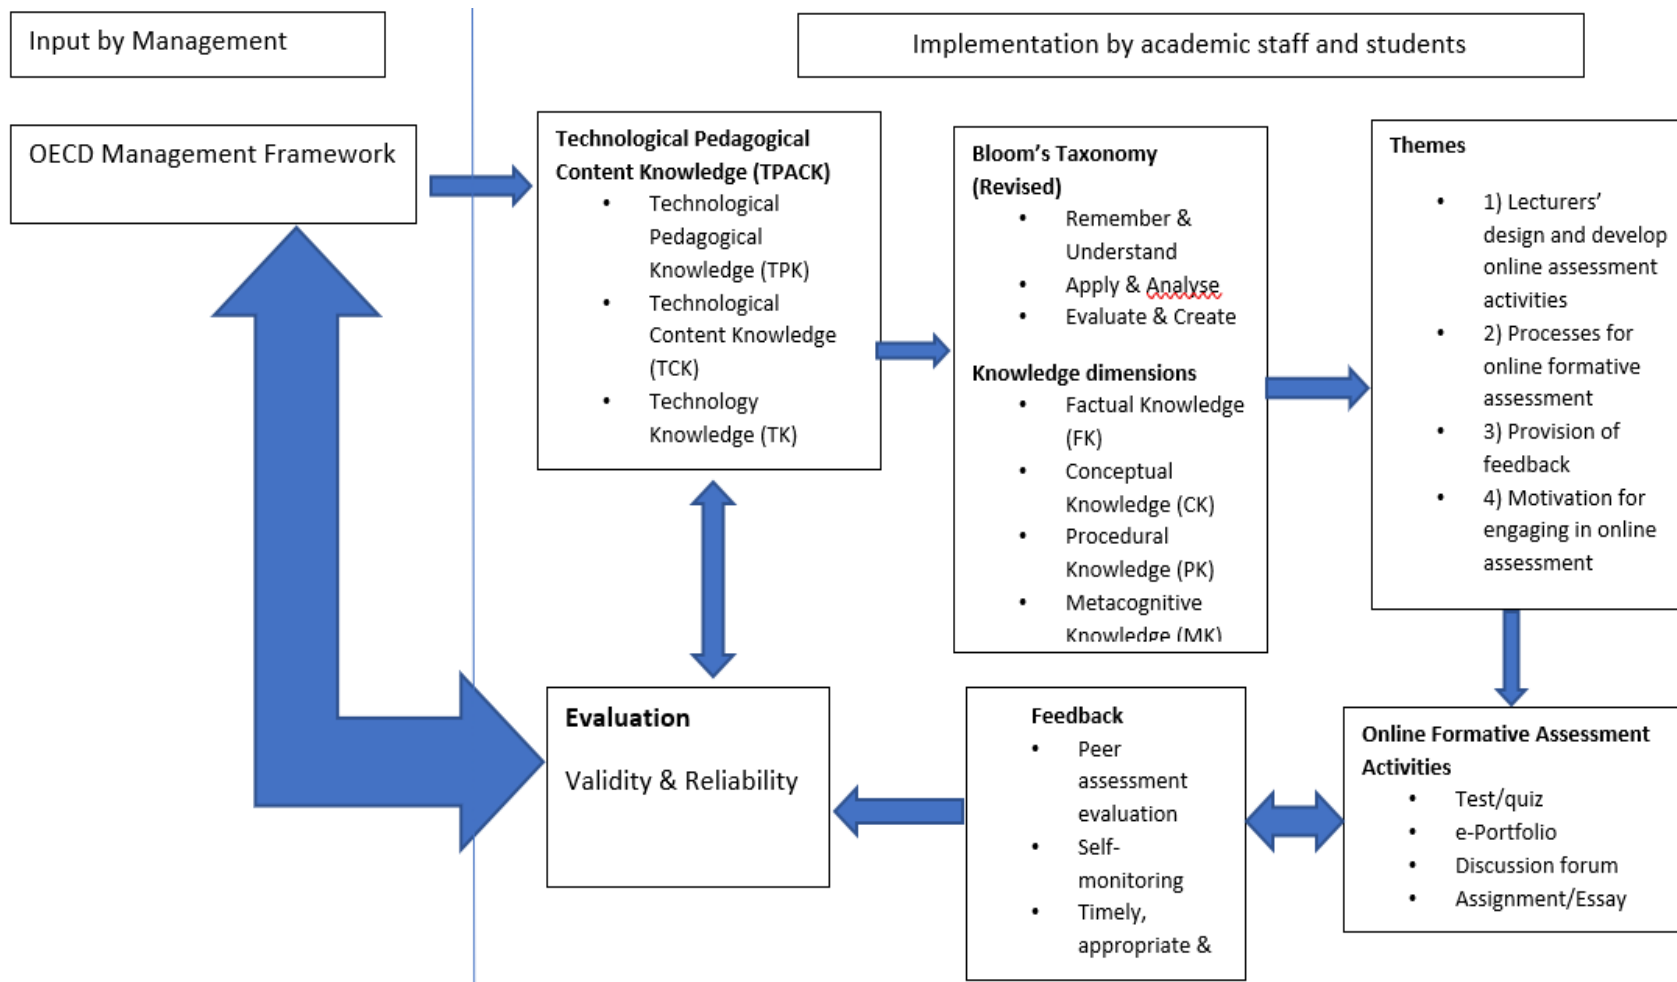 Input by Management
Implementation by academic staff and students
OECD Management Framework
Technological Pedagogical
Content Knowledge (TPACK)
• Technological
Pedagogical
Knowledge (TPK)
• Technological
Content Knowledge
(TCK)
• Technology
Knowledge (TK)
Bloom’s Taxonomy
(Revised)
• Remember &
Understand
• Apply & Analyse
• Evaluate & Create
Knowledge dimensions
• Factual Knowledge
(FK)
• Conceptual
Knowledge (CK)
• Procedural
Knowledge (PK)
• Metacognitive
Knowledge (MK)
Themes
• 1) Lecturers’
design and develop
online assessment
activities
• 2) Processes for
online formative
assessment
• 3) Provision of
feedback
• 4) Motivation for
engaging in online
assessment
Evaluation
Validity & Reliability
Feedback
• Peer
assessment
evaluation
• Self-
monitoring
• Timely,
appropriate &
Online Formative Assessment
Activities
• Test/quiz
• e-Portfolio
• Discussion forum
• Assignment/Essay